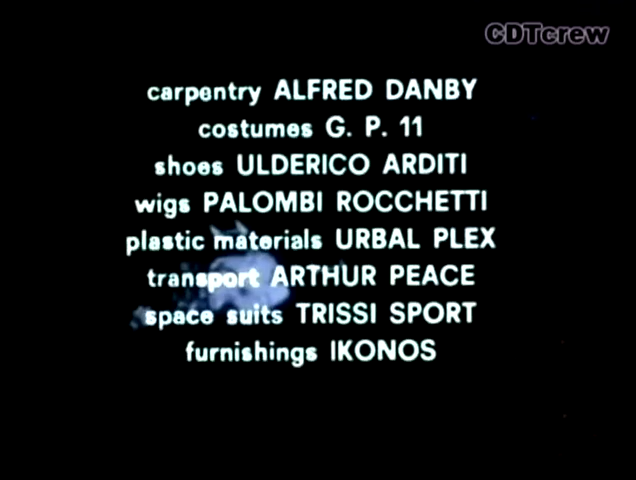 CDTcrew
carpentry ALFRED DANBY
costumes G. P. 11
shoes ULDERICO ARDITI
wigs PALOMBI ROCCHETTI
plastic materials URBAL PLEX
transport ARTHUR PEACE
space suits TRISSI SPORT
furnishings IKONOS